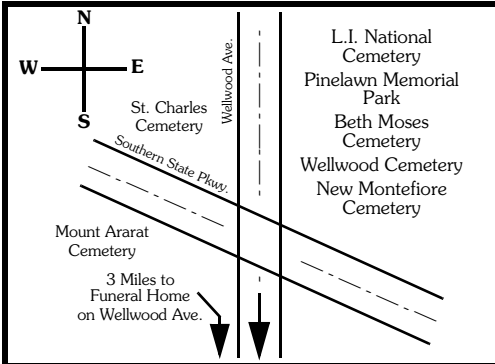 N
W E
S
St. Charles
Cemetery
Wellwood Ave.
L.I. National
Cemetery
Pinelawn Memorial
Park
Beth Moses
Cemetery
Wellwood Cemetery
New Montefiore
Cemetery
Southern State Pkwy.
Mount Ararat
Cemetery
3 Miles to
Funeral Home
on Wellwood Ave.